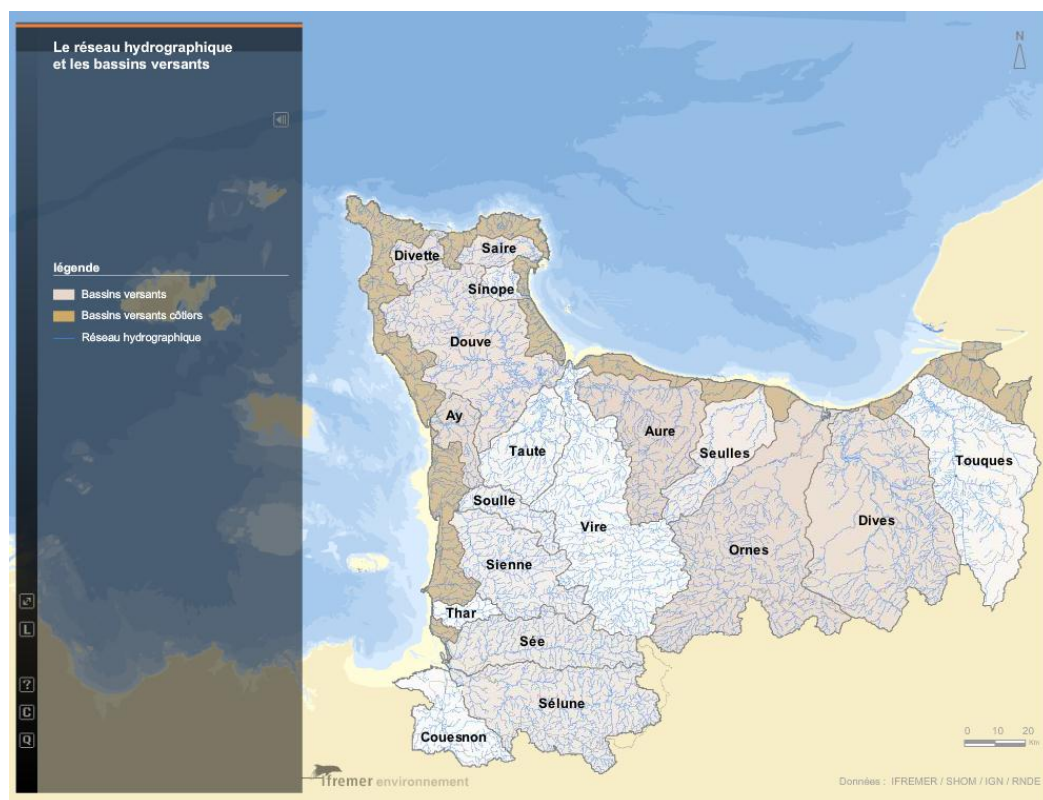 Le réseau hydrographique
et les bassins versants
légende
Bassins versants
Bassins versants côtiers
Réseau hydrographique
L
?
C
Q
N
Divette
Saire
Sinope
Douve
Ay
Taute
Aure
Seulles
Touques
Soulle
Vire
Dives
Ornes
Sienne
Thar
Sée
Sélune
Couesnon
0 10 20
Km
ifremer environnement
Données : IFREMER / SHOM / IGN / RNDE